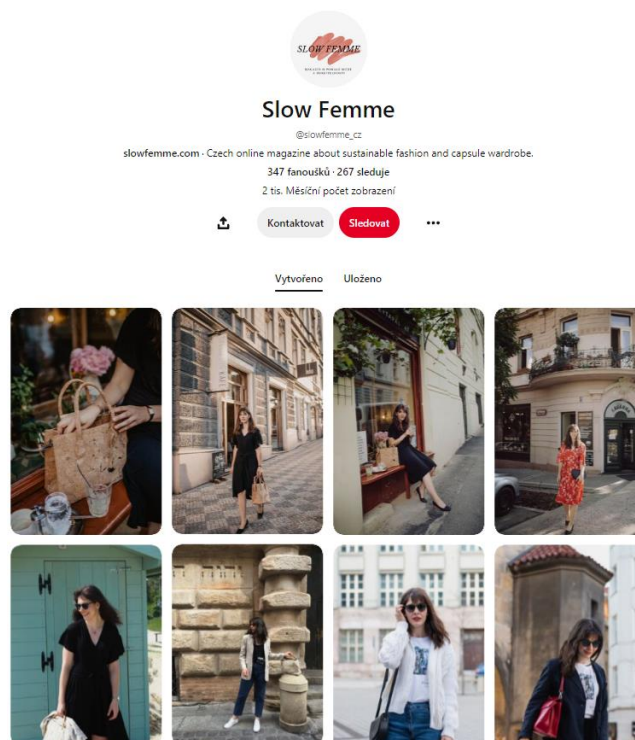 SLOW FEMME
Slow Femme
@slowfemme_cz
slowfemme.com · Czech online magazine about sustainable fashion and capsule wardrobe.
347 fanoušků · 267 sleduje
2 tis. Měsíční počet zobrazení
Kontaktovat
Sledovat
Vytvořeno
Uloženo